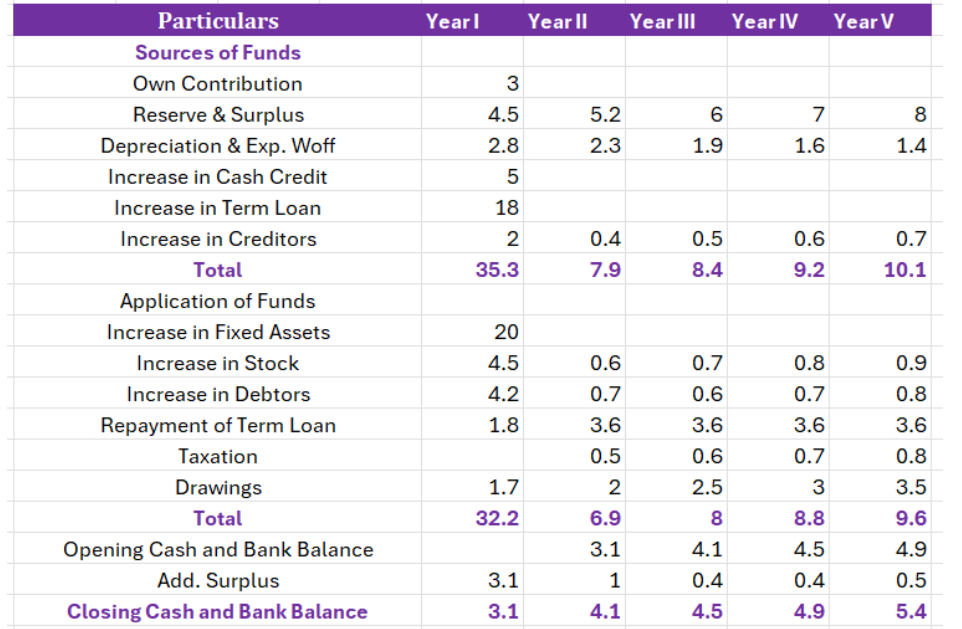 Particulars Year I Year II Year III Year IV Year V
Sources of Funds
Own Contribution 3
Reserve & Surplus 4.5 5.2 6 7 8
Depreciation & Exp. Woff 2.8 2.3 1.9 1.6 1.4
Increase in Cash Credit 5
Increase in Term Loan 18
Increase in Creditors 2 0.4 0.5 0.6 0.7
Total 35.3 7.9 8.4 9.2 10.1
Application of Funds
Increase in Fixed Assets 20
Increase in Stock 4.5 0.6 0.7 0.8 0.9
Increase in Debtors 4.2 0.7 0.6 0.7 0.8
Repayment of Term Loan 1.8 3.6 3.6 3.6 3.6
Taxation 0.5 0.6 0.7 0.8
Drawings 1.7 2 2.5 3 3.5
Total 32.2 6.9 8 8.8 9.6
Opening Cash and Bank Balance 3.1 4.1 4.5 4.9
Add. Surplus 3.1 1 0.4 0.4 0.5
Closing Cash and Bank Balance 3.1 4.1 4.5 4.9 5.4